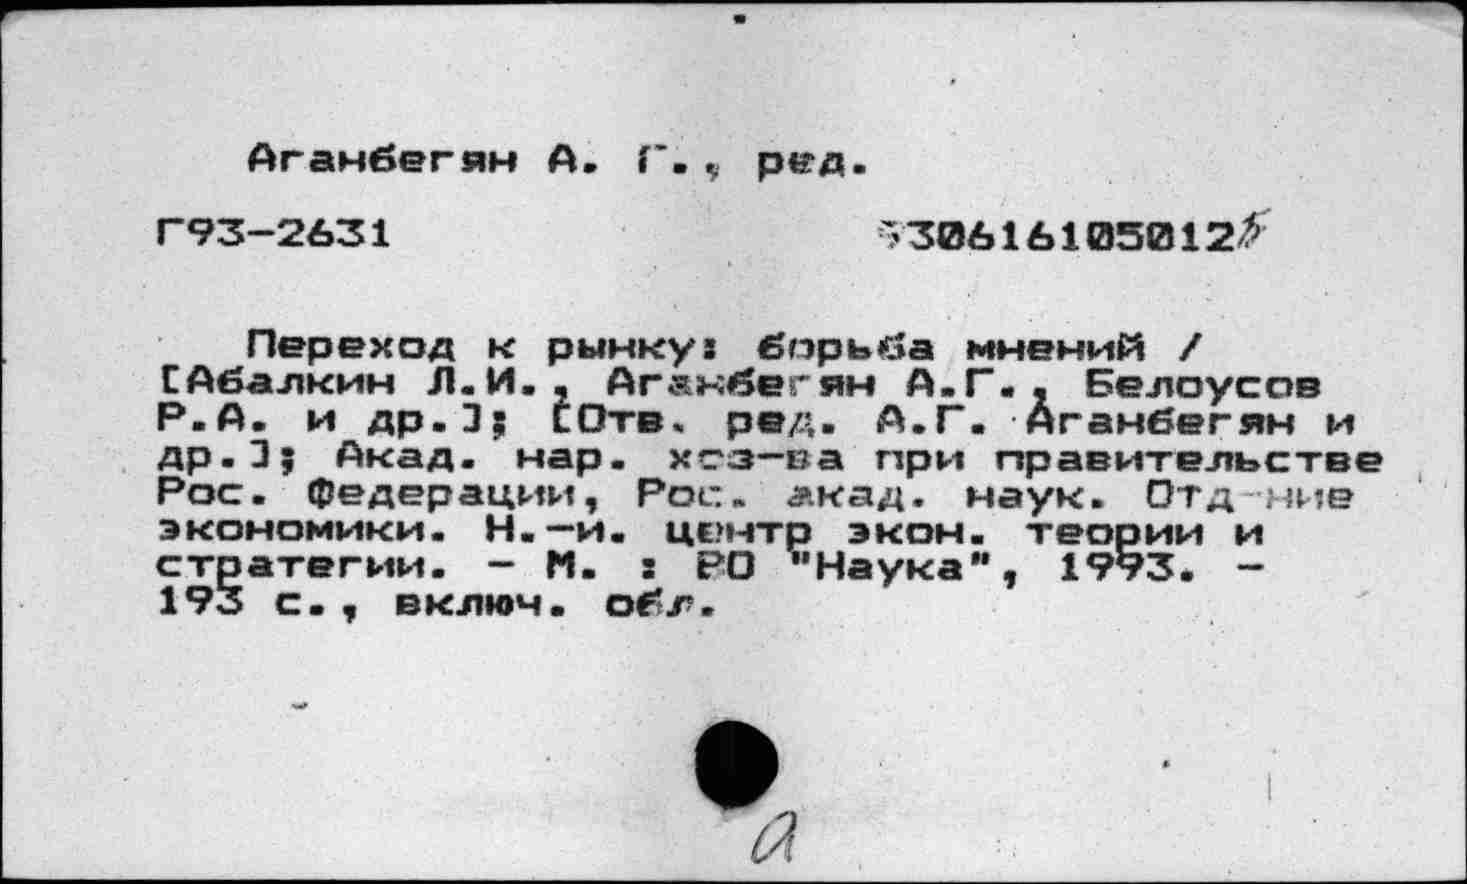 Аганбегян А. Г., ред.
Г93-2631
930616105012
Переход к рынку: борьба мнений /
[Абалкин Л.И., Аганбегян А.Г., Белоусов
Р.А. и др.]; [Отв. ред. А.Г. Аганбегян и
др.]; Акад. нар. хоз-ва при правительстве
Рос. Федерации, Рос. акад. наук. Отд-ние
экономики. Н.-и. центр экон. теории и
стратегии. - М. : РО "Наука", 1993. -
193 с., включ. обл.
а